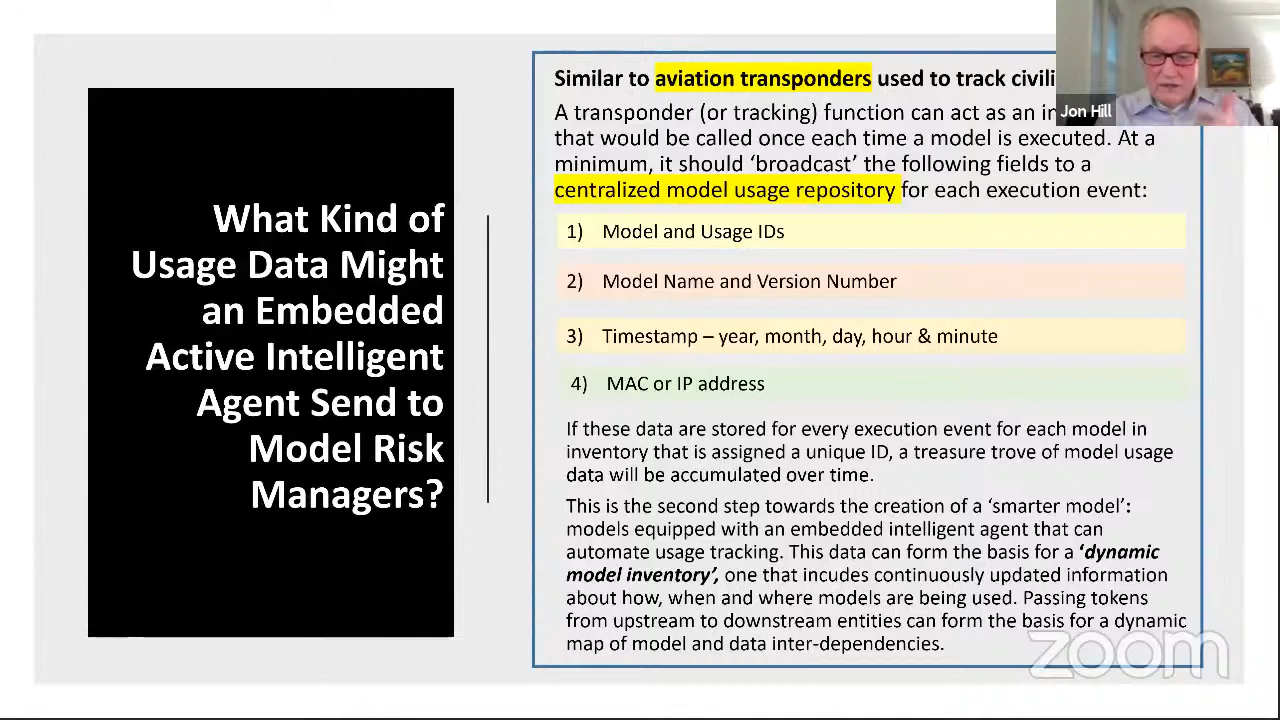 What Kind of
Usage Data Might
an Embedded
Active Intelligent
Agent Send to
Model Risk
Managers?
Similar to aviation transponders used to track
A transponder (or tracking) function can act as an
that would be called once each time a model is executed. At a
minimum, it should ‘broadcast’ the following fields to a
centralized model usage repository for each execution event:
1) Model and Usage IDs
2) Model Name and Version Number
3) Timestamp – year, month, day, hour & minute
4) MAC or IP address
If these data are stored for every execution event for each model in
inventory that is assigned a unique ID, a treasure trove of model usage
data will be accumulated over time.
This is the second step towards the creation of a ‘smarter model’:
models equipped with an embedded intelligent agent that can
automate usage tracking. This data can form the basis for a ‘dynamic
model inventory’, one that incudes continuously updated information
about how, when and where models are being used. Passing tokens
from upstream to downstream entities can form the basis for a dynamic
map of model and data inter-dependencies.
Jon Hill
zoom